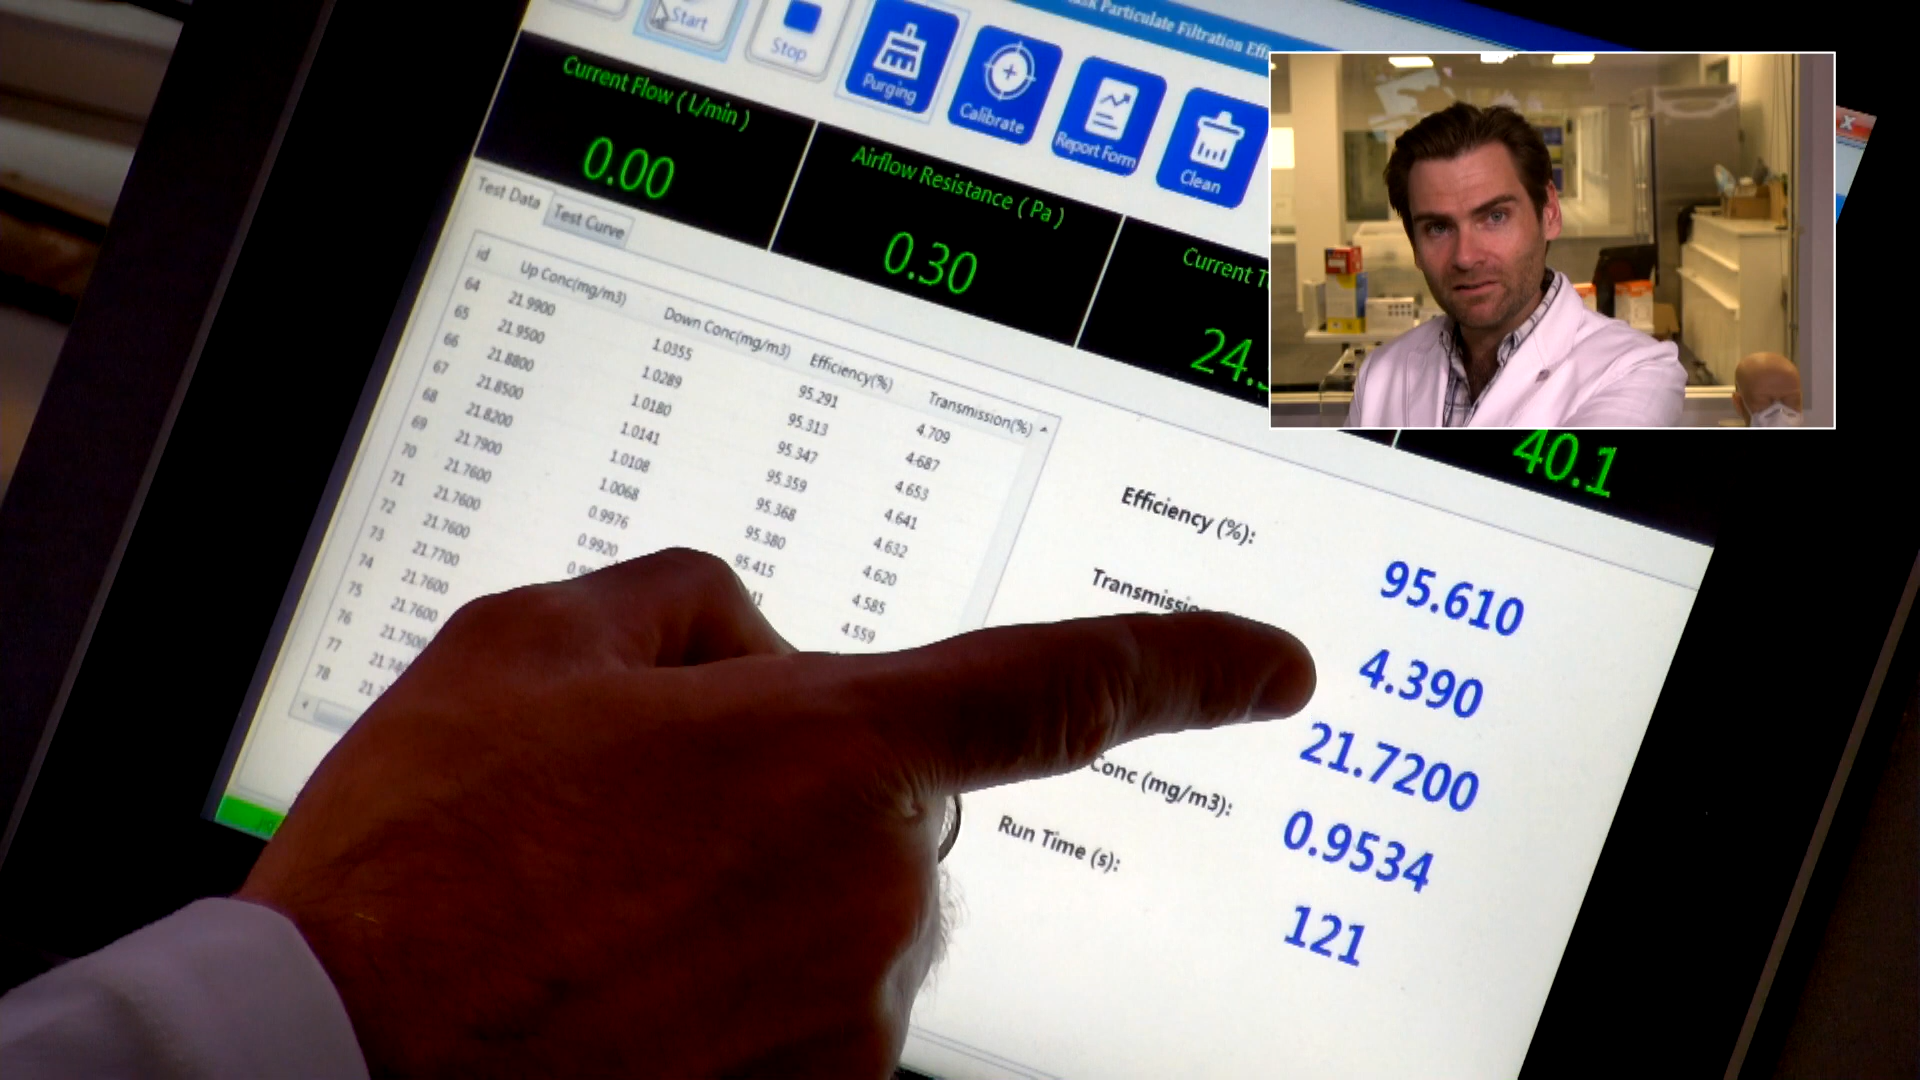 Particulate Filtration
Start
Stop
Purging
Calibrate
Report Form
Clean
Current Flow ( L/min )
0.00
Airflow Resistance ( Pa )
0.30
Current
40.1
Test Data
Test Curve
id Up Conc(mg/m3) Down Conc(mg/m3) Efficiency(%) Transmission(%)
64 21.9900 1.0355 95.291 4.709
65 21.9500 1.0289 95.313 4.687
66 21.8800 1.0180 95.347 4.653
67 21.8500 1.0141 95.359 4.641
68 21.8200 1.0108 95.368 4.632
69 21.7900 1.0068 95.380 4.620
70 21.7600 0.9976 95.415 4.585
71 21.7600 0.9920 4.559
72 21.7600
73 21.7700
74 21.7600
75 21.7600
76
77
78
Efficiency (%): 95.610
4.390
21.7200
Conc (mg/m3): 0.9534
Run Time (s): 121